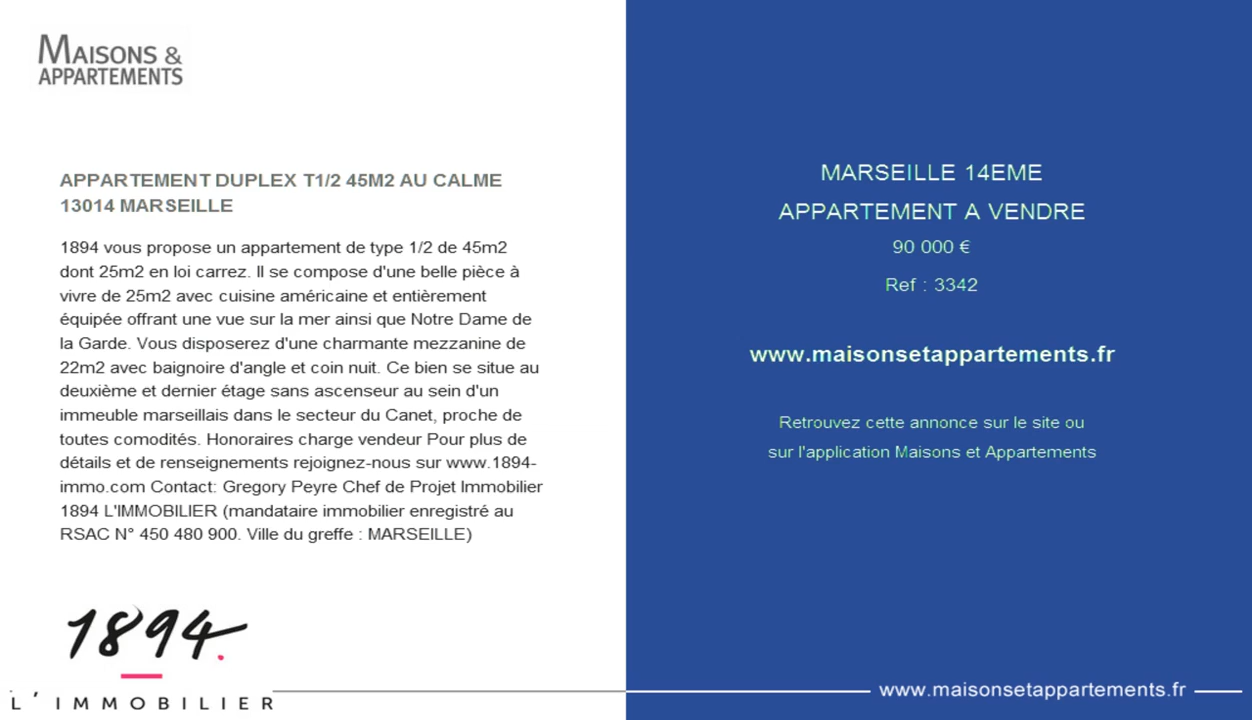 MAISONS &
APPARTEMENTS
APPARTEMENT DUPLEX T1/2 45M2 AU CALME
13014 MARSEILLE
1894 vous propose un appartement de type 1/2 de 45m2
dont 25m2 en loi carrez. Il se compose d'une belle pièce à
vivre de 25m2 avec cuisine américaine et entièrement
équipée offrant une vue sur la mer ainsi que Notre Dame de
la Garde. Vous disposerez d'une charmante mezzanine de
22m2 avec baignoire d'angle et coin nuit. Ce bien se situe au
deuxième et dernier étage sans ascenseur au sein d'un
immeuble marseillais dans le secteur du Canet, proche de
toutes comodités. Honoraires charge vendeur Pour plus de
détails et de renseignements rejoignez-nous sur www.1894-
immo.com Contact: Gregory Peyre Chef de Projet Immobilier
1894 L'IMMOBILIER (mandataire immobilier enregistré au
RSAC N° 450 480 900. Ville du greffe : MARSEILLE)
1894.
L'IMMOBILIER
MARSEILLE 14EME
APPARTEMENT A VENDRE
90 000 €
Ref : 3342
www.maisonsetappartements.fr
Retrouvez cette annonce sur le site ou
sur l'application Maisons et Appartements
www.maisonsetappartements.fr